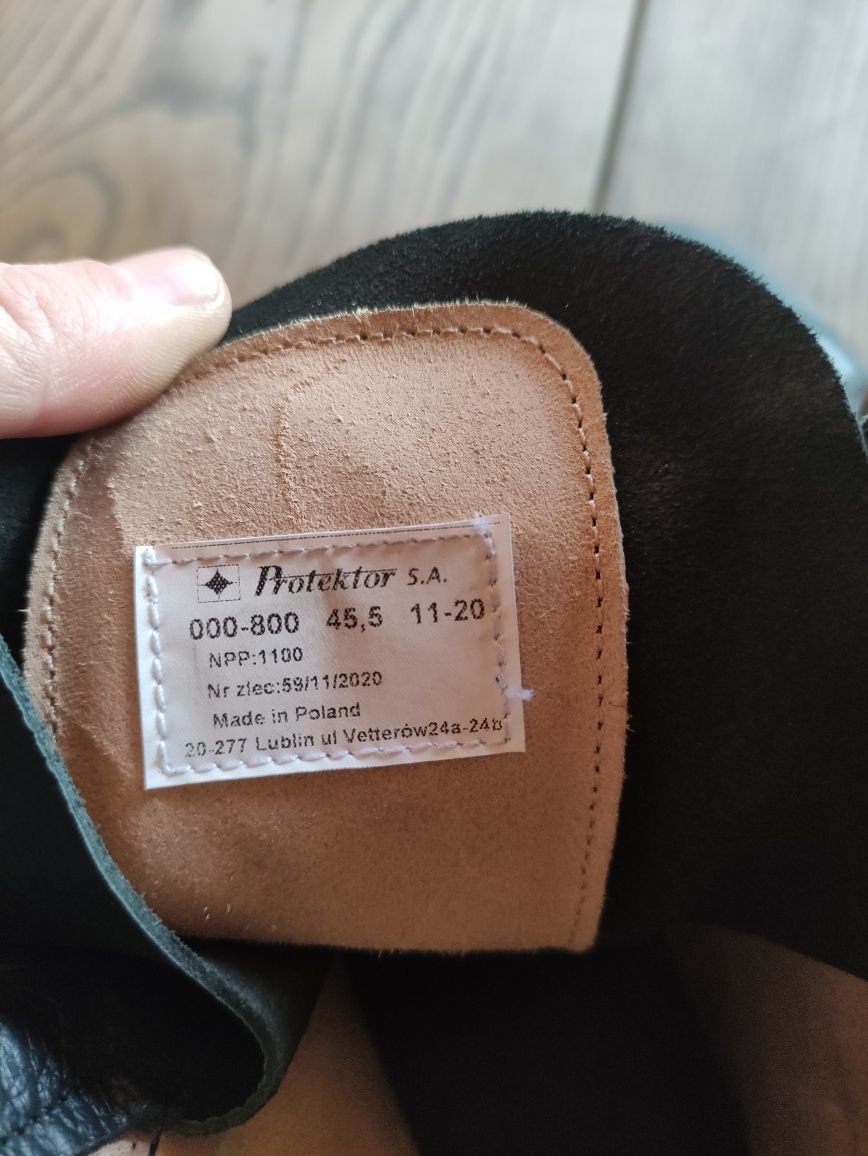 Protektor S.A.
000-800 45,5 11-20
NPP:1100
Nr zlec:59/11/2020
Made in Poland
20-277 Lublin ul Vetterów24a-24b